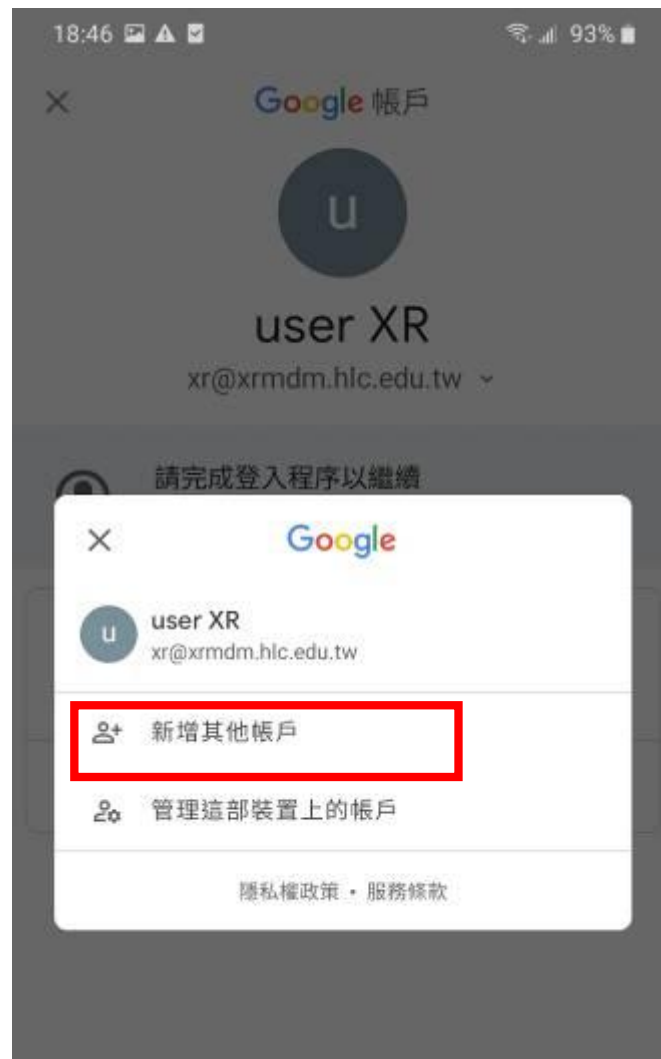 18:46 93%
Google 帳戶
u
user XR
xr@xrmdm.hlc.edu.tw
請完成登入程序以繼續
Google
u
user XR
xr@xrmdm.hlc.edu.tw
新增其他帳戶
管理這部裝置上的帳戶
隱私權政策 • 服務條款